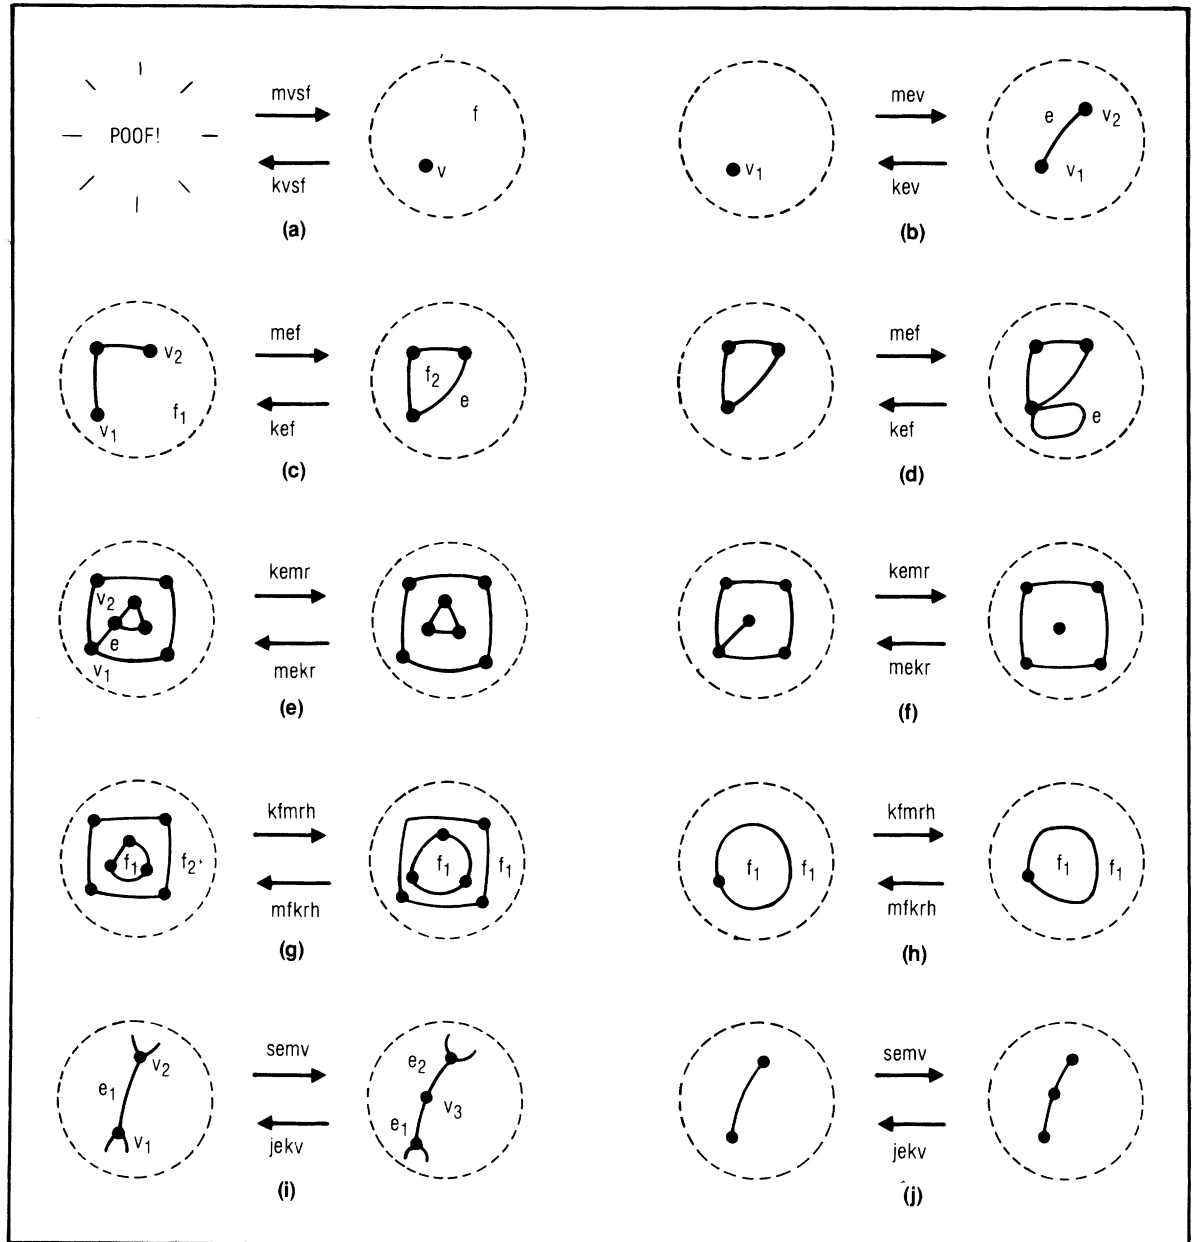 POOF!
mvsf
kvsf
f
v
(a)
v1
mev
kev
e
v2
v1
(b)
v2
v1
f1
mef
kef
f2
e
(c)
mef
kef
e
(d)
v2
e
v1
kemr
mekr
(e)
kemr
mekr
(f)
f1
f2
kfmrh
mfkrh
f1
f1
(g)
f1
f1
kfmrh
mfkrh
f1
f1
(h)
v2
e1
v1
semv
jekv
e2
v3
e1
(i)
semv
jekv
(j)